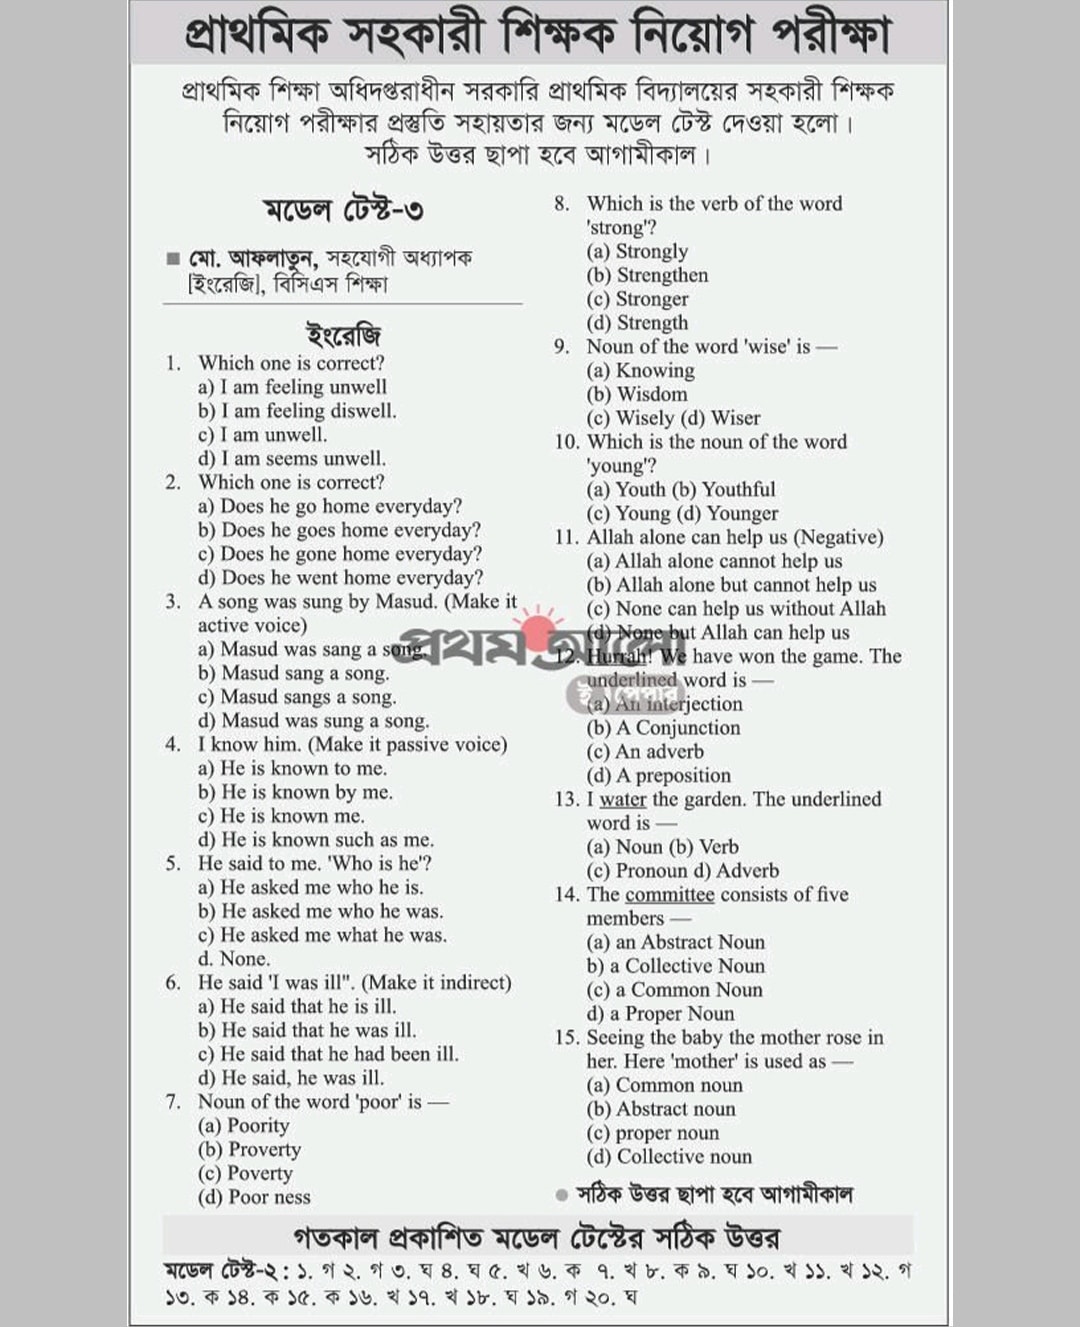 প্রাথমিক সহকারী শিক্ষক নিয়োগ পরীক্ষা
প্রাথমিক শিক্ষা অধিদপ্তরাধীন সরকারি প্রাথমিক বিদ্যালয়ের সহকারী শিক্ষক
নিয়োগ পরীক্ষার প্রস্তুতি সহায়তার জন্য মডেল টেস্ট দেওয়া হলো।
সঠিক উত্তর ছাপা হবে আগামীকাল।
মডেল টেস্ট-৩
■ মো. আফলাতুন, সহযোগী অধ্যাপক
[ইংরেজি], বিসিএস শিক্ষা
ইংরেজি
1. Which one is correct?
a) I am feeling unwell
b) I am feeling diswell.
c) I am unwell.
d) I am seems unwell.
2. Which one is correct?
a) Does he go home everyday?
b) Does he goes home everyday?
c) Does he gone home everyday?
d) Does he went home everyday?
3. A song was sung by Masud. (Make it
active voice)
a) Masud was sang a song.
b) Masud sang a song.
c) Masud sangs a song.
d) Masud was sung a song.
4. I know him. (Make it passive voice)
a) He is known to me.
b) He is known by me.
c) He is known me.
d) He is known such as me.
5. He said to me. 'Who is he'?
a) He asked me who he is.
b) He asked me who he was.
c) He asked me what he was.
d. None.
6. He said 'I was ill". (Make it indirect)
a) He said that he is ill.
b) He said that he was ill.
c) He said that he had been ill.
d) He said, he was ill.
7. Noun of the word 'poor' is —
(a) Poority
(b) Proverty
(c) Poverty
(d) Poor ness
8. Which is the verb of the word
'strong'?
(a) Strongly
(b) Strengthen
(c) Stronger
(d) Strength
9. Noun of the word 'wise' is —
(a) Knowing
(b) Wisdom
(c) Wisely (d) Wiser
10. Which is the noun of the word
'young'?
(a) Youth (b) Youthful
(c) Young (d) Younger
11. Allah alone can help us (Negative)
(a) Allah alone cannot help us
(b) Allah alone but cannot help us
(c) None can help us without Allah
(d) None but Allah can help us
12. Hurrah! We have won the game. The
underlined word is —
(a) An interjection
(b) A Conjunction
(c) An adverb
(d) A preposition
13. I water the garden. The underlined
word is —
(a) Noun (b) Verb
(c) Pronoun d) Adverb
14. The committee consists of five
members —
(a) an Abstract Noun
b) a Collective Noun
(c) a Common Noun
d) a Proper Noun
15. Seeing the baby the mother rose in
her. Here 'mother' is used as —
(a) Common noun
(b) Abstract noun
(c) proper noun
(d) Collective noun
● সঠিক উত্তর ছাপা হবে আগামীকাল
প্রথম আলো
ই পেপার
গতকাল প্রকাশিত মডেল টেস্টের সঠিক উত্তর
মডেল টেস্ট-২ : ১. গ ২. গ ৩. ঘ ৪. ঘ ৫. খ ৬. ক ৭. খ ৮. ক ৯. ঘ ১০. খ ১১. খ ১২. গ
১৩. ক ১৪. ক ১৫. ক ১৬. খ ১৭. খ ১৮. ঘ ১৯. গ ২০. ঘ